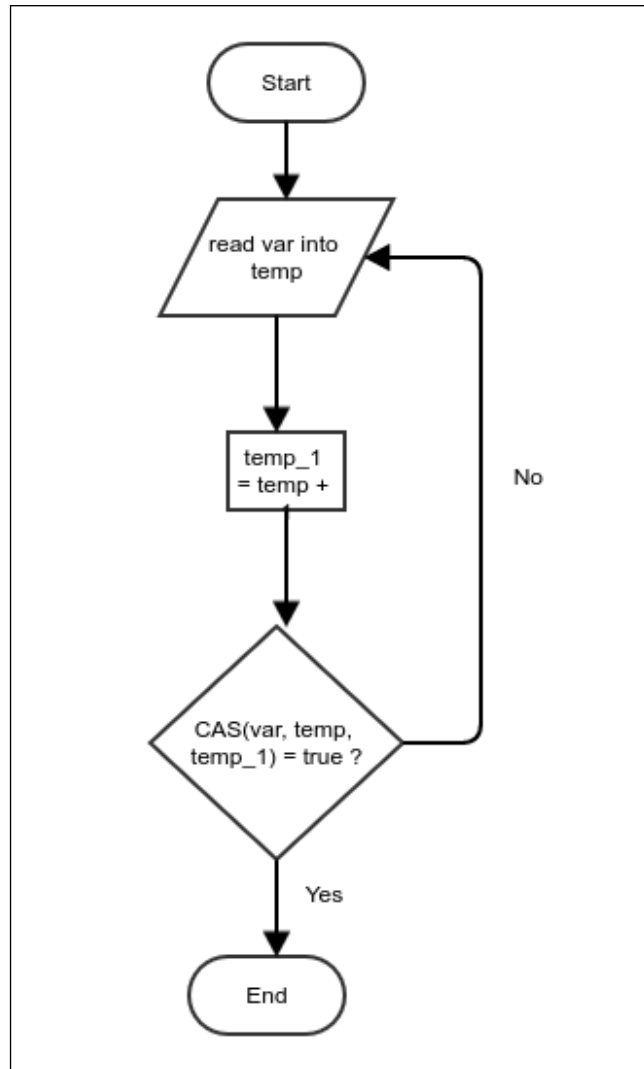 Start
read var into
temp
temp_1
= temp +
No
CAS(var, temp,
temp_1) = true ?
Yes
End